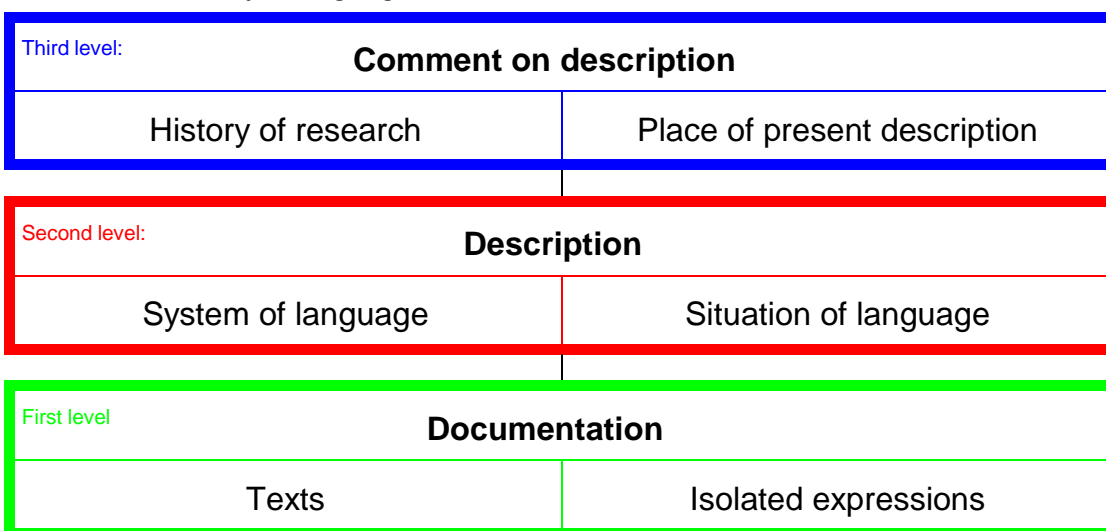 Third level:
Comment on description
History of research Place of present description
Second level:
Description
System of language Situation of language
First level
Documentation
Texts Isolated expressions